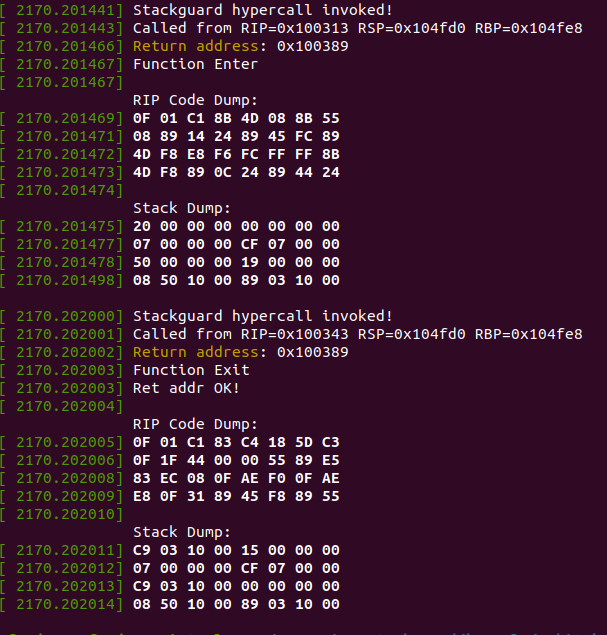 [ 2170.201441] Stackguard hypercall invoked!
[ 2170.201443] Called from RIP=0x100313 RSP=0x104fd0 RBP=0x104fe8
[ 2170.201466] Return address: 0x100389
[ 2170.201467] Function Enter
[ 2170.201467]
RIP Code Dump:
[ 2170.201469] 0F 01 C1 8B 4D 08 8B 55
[ 2170.201471] 08 89 14 24 89 45 FC 89
[ 2170.201472] 4D F8 E8 F6 FC FF FF 8B
[ 2170.201473] 4D F8 89 0C 24 89 44 24
[ 2170.201474]
Stack Dump:
[ 2170.201475] 20 00 00 00 00 00 00 00
[ 2170.201477] 07 00 00 00 CF 07 00 00
[ 2170.201478] 50 00 00 00 19 00 00 00
[ 2170.201498] 08 50 10 00 89 03 10 00
[ 2170.202000] Stackguard hypercall invoked!
[ 2170.202001] Called from RIP=0x100343 RSP=0x104fd0 RBP=0x104fe8
[ 2170.202002] Return address: 0x100389
[ 2170.202003] Function Exit
[ 2170.202003] Ret addr OK!
[ 2170.202004]
RIP Code Dump:
[ 2170.202005] 0F 01 C1 83 C4 18 5D C3
[ 2170.202006] 0F 1F 44 00 00 55 89 E5
[ 2170.202008] 83 EC 08 0F AE F0 0F AE
[ 2170.202009] E8 0F 31 89 45 F8 89 55
[ 2170.202010]
Stack Dump:
[ 2170.202011] C9 03 10 00 15 00 00 00
[ 2170.202012] 07 00 00 00 CF 07 00 00
[ 2170.202013] C9 03 10 00 00 00 00 00
[ 2170.202014] 08 50 10 00 89 03 10 00